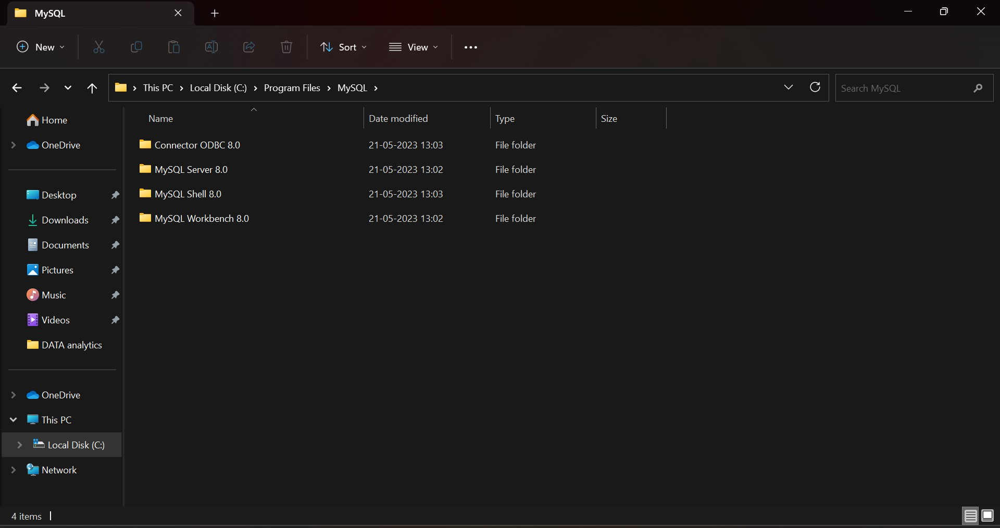 MySQL
New
Sort
View
This PC > Local Disk (C:) > Program Files > MySQL >
Search MySQL
Name Date modified Type Size
Connector ODBC 8.0 21-05-2023 13:03 File folder
MySQL Server 8.0 21-05-2023 13:02 File folder
MySQL Shell 8.0 21-05-2023 13:03 File folder
MySQL Workbench 8.0 21-05-2023 13:02 File folder
Home
OneDrive
Desktop
Downloads
Documents
Pictures
Music
Videos
DATA analytics
OneDrive
This PC
Local Disk (C:)
Network
4 items